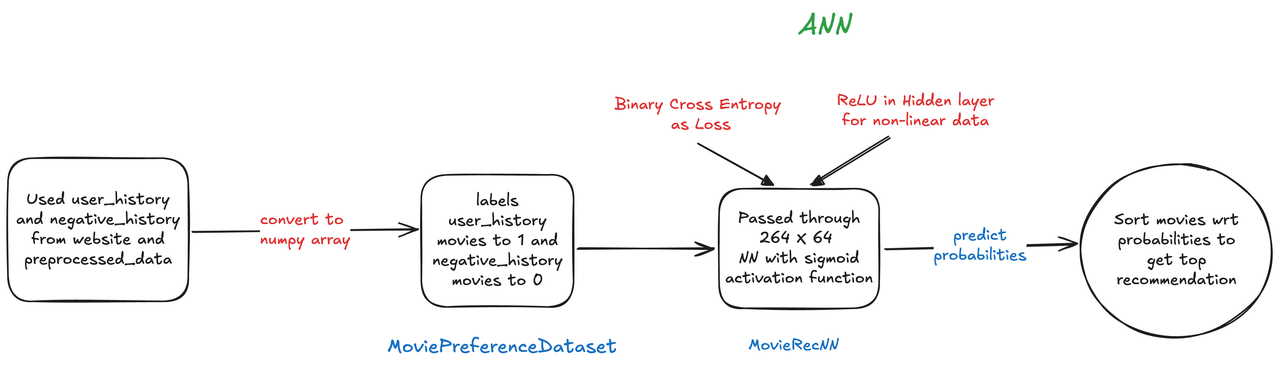 ANN
Binary Cross Entropy
as Loss
ReLU in Hidden layer
for non-linear data
Used user_history
and negative_history
from website and
preprocessed_data
convert to
numpy array
labels
user_history
movies to 1 and
negative_history
movies to 0
MoviePreferenceDataset
Passed through
264 x 64
NN with sigmoid
activation function
MovieRecNN
predict
probabilities
Sort movies wrt
probabilities to
get top
recommendation